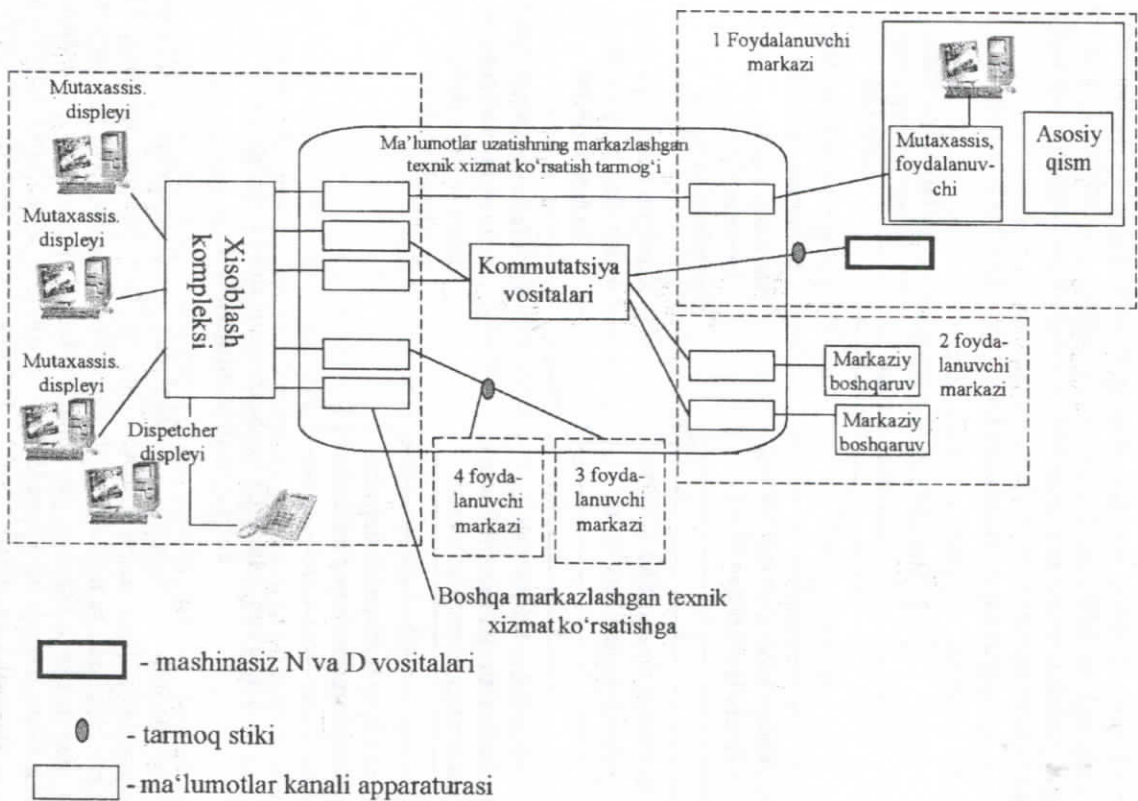 1 Foydalanuvchi
markazi
Mutaxassis.
displeyi
Ma'lumotlar uzatishning markazlashgan
texnik xizmat ko'rsatish tarmog'i
Mutaxassis,
foydalanuv-
chi
Asosiy
qism
Mutaxassis.
displeyi
Xisoblash
kompleksi
Kommutatsiya
vositalari
Mutaxassis.
displeyi
Markaziy
boshqaruv
2 foyda-
lanuvchi
markazi
Markaziy
boshqaruv
Dispetcher
displeyi
4 foyda-
lanuvchi
markazi
3 foyda-
lanuvchi
markazi
Boshqa markazlashgan texnik
xizmat ko'rsatishga
- mashinasiz N va D vositalari
- tarmoq stiki
- ma'lumotlar kanali apparaturasi